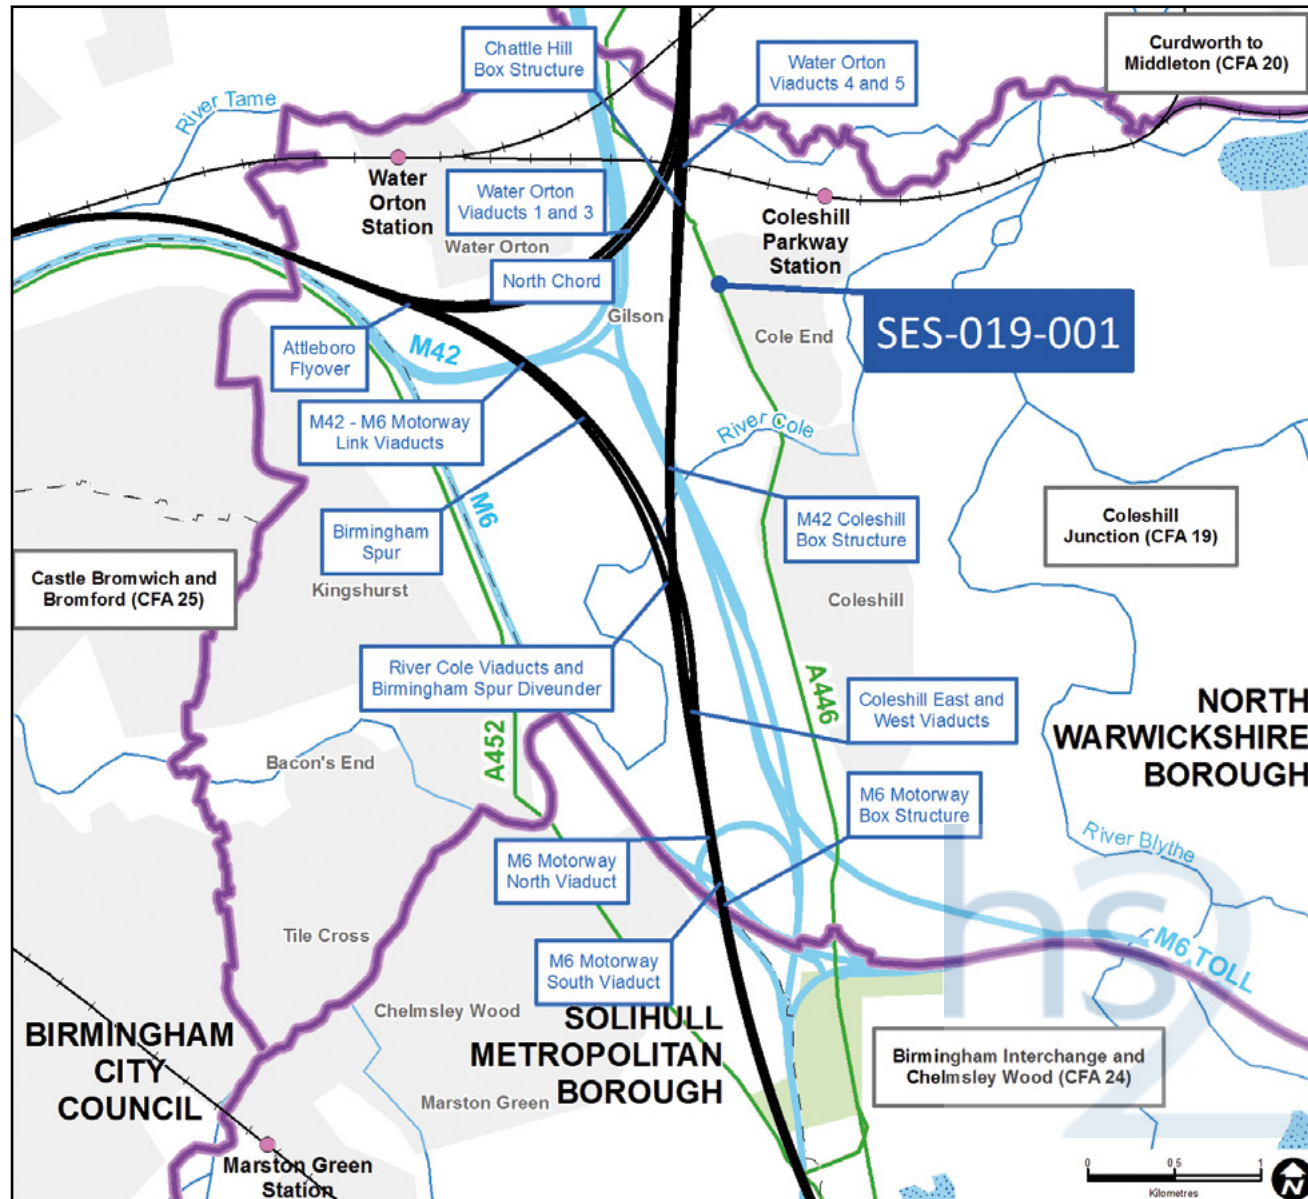 Chattle Hill
Box Structure
Water Orton
Viaducts 4 and 5
Curdworth to
Middleton (CFA 20)
River Tame
Water
Orton
Station
Water Orton
Viaducts 1 and 3
Water Orton
Coleshill
Parkway
Station
North Chord
Gilson
SES-019-001
Cole End
Attleboro
Flyover
M42
M42 - M6 Motorway
Link Viaducts
River Cole
M6
Birmingham
Spur
M42 Coleshill
Box Structure
Coleshill
Junction (CFA 19)
Castle Bromwich and
Bromford (CFA 25)
Kingshurst
Coleshill
River Cole Viaducts and
Birmingham Spur Diveunder
A446
Coleshill East and
West Viaducts
NORTH
WARWICKSHIRE
BOROUGH
A452
Bacon's End
M6 Motorway
Box Structure
River Blythe
M6 Motorway
North Viaduct
Tile Cross
M6 Motorway
South Viaduct
M6 TOLL
hs2
Chelmsley Wood
SOLIHULL
METROPOLITAN
BOROUGH
BIRMINGHAM
CITY
COUNCIL
Birmingham Interchange and
Chelmsley Wood (CFA 24)
Marston Green
Marston Green
Station
0 0.5 1
Kilometres
N